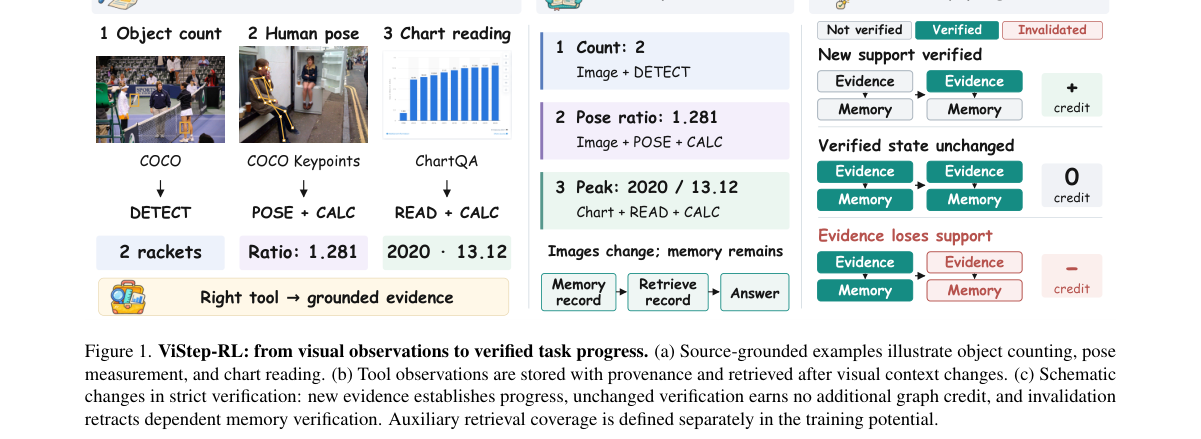 1 Object count
2 Human pose
3 Chart reading
COCO
COCO Keypoints
ChartQA
DETECT
POSE + CALC
READ + CALC
2 rackets
Ratio: 1.281
2020 · 13.12
Right tool → grounded evidence
1 Count: 2
Image + DETECT
2 Pose ratio: 1.281
Image + POSE + CALC
3 Peak: 2020 / 13.12
Chart + READ + CALC
Images change; memory remains
Memory
record
Retrieve
record
Answer
Not verified
Verified
Invalidated
New support verified
Evidence
Evidence
Memory
Memory
+
credit
Verified state unchanged
Evidence
Evidence
Memory
Memory
0
credit
Evidence loses support
Evidence
Evidence
Memory
Memory
−
credit
Figure 1. ViStep-RL: from visual observations to verified task progress. (a) Source-grounded examples illustrate object counting, pose
measurement, and chart reading. (b) Tool observations are stored with provenance and retrieved after visual context changes. (c) Schematic
changes in strict verification: new evidence establishes progress, unchanged verification earns no additional graph credit, and invalidation
retracts dependent memory verification. Auxiliary retrieval coverage is defined separately in the training potential.